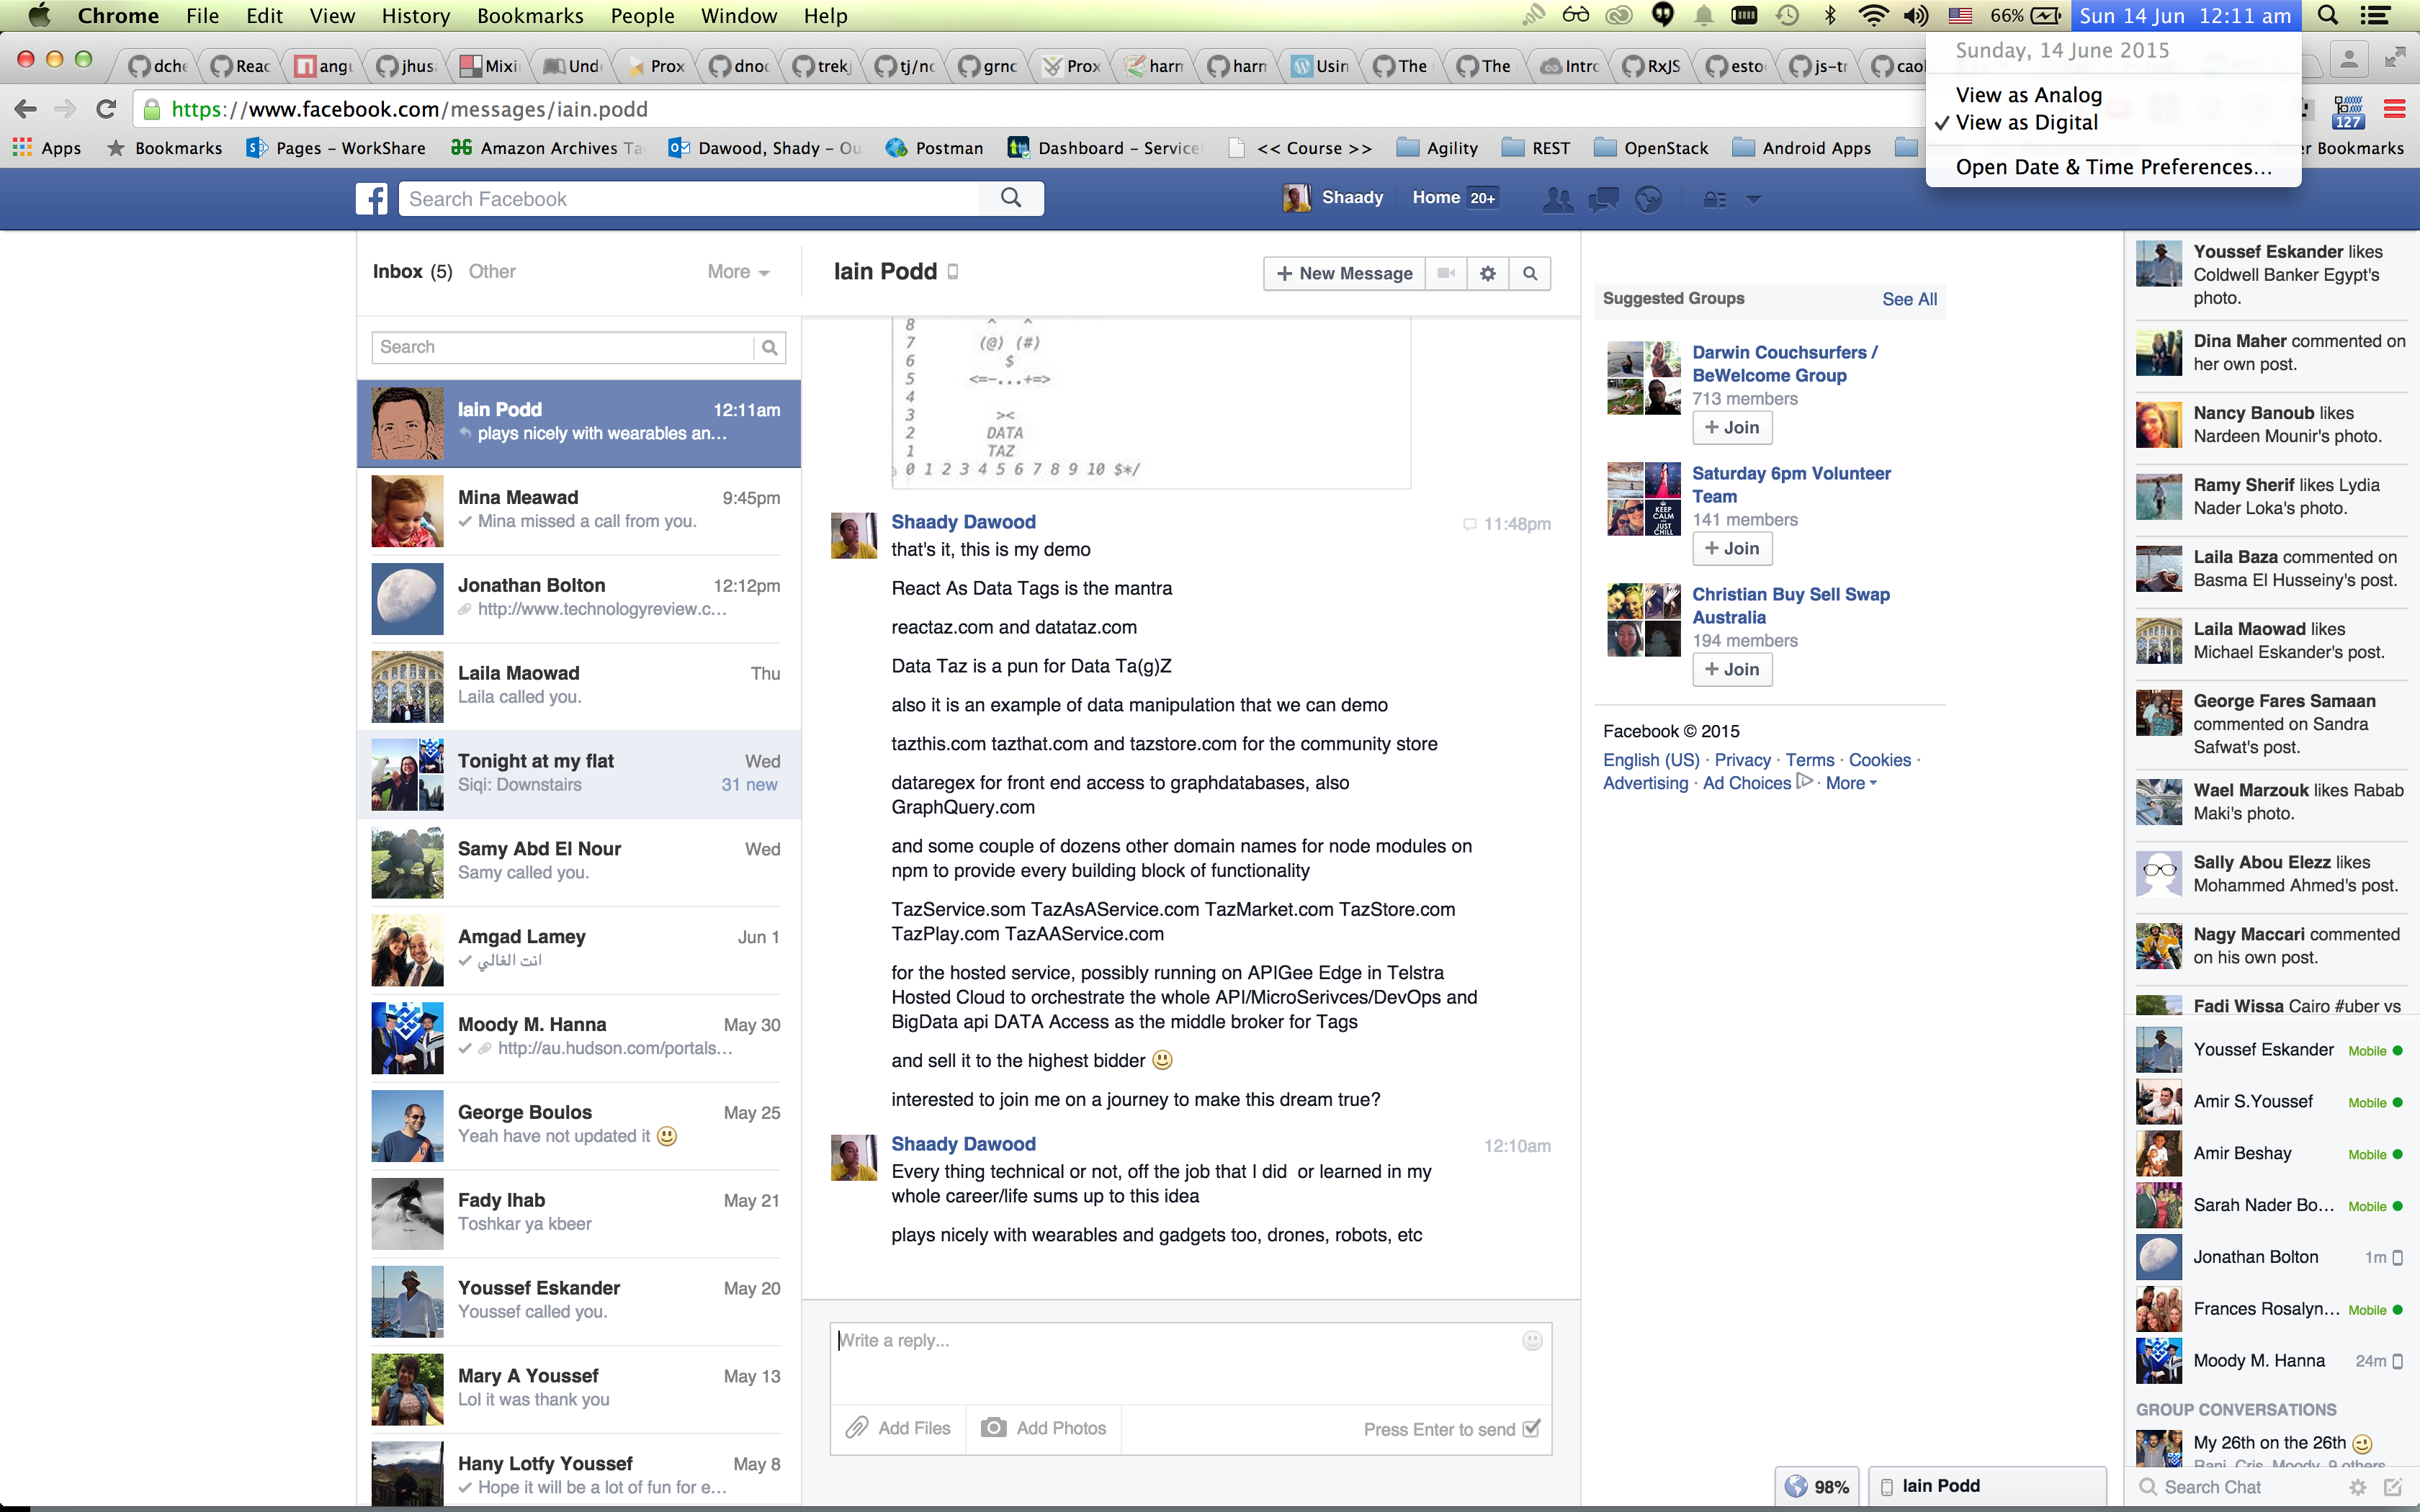 Chrome File Edit View History Bookmarks People Window Help
66% Sun 14 Jun 12:11 am
Sunday, 14 June 2015
View as Analog
✓ View as Digital
Open Date & Time Preferences...
dche Reac angu jhus Mixi Und Prox dnoc trek tj/nc grnc Prox harn harn Usin The The Intro RxJS esto js-tr caol
https://www.facebook.com/messages/iain.podd
127
Apps Bookmarks Pages – WorkShare Amazon Archives Ta Dawood, Shady – Ou Postman Dashboard – Service << Course >> Agility REST OpenStack Android Apps r Bookmarks
Search Facebook
Shaady Home 20+
Inbox (5) Other More
Search
Iain Podd 12:11am
plays nicely with wearables an...
Mina Meawad 9:45pm
✓ Mina missed a call from you.
Jonathan Bolton 12:12pm
http://www.technologyreview.c...
Laila Maowad Thu
Laila called you.
Tonight at my flat Wed
Siqi: Downstairs 31 new
Samy Abd El Nour Wed
Samy called you.
Amgad Lamey Jun 1
✓ انت الغالي
Moody M. Hanna May 30
✓ http://au.hudson.com/portals...
George Boulos May 25
Yeah have not updated it
Fady Ihab May 21
Toshkar ya kbeer
Youssef Eskander May 20
Youssef called you.
Mary A Youssef May 13
Lol it was thank you
Hany Lotfy Youssef May 8
✓ Hope it will be a lot of fun for e...
Iain Podd
+ New Message
8 ^ ^
7 (@) (#)
6 $
5 <=-...+=>
4
3 ><
2 DATA
1 TAZ
0 1 2 3 4 5 6 7 8 9 10 $*/
Shaady Dawood 11:48pm
that's it, this is my demo
React As Data Tags is the mantra
reactaz.com and datataz.com
Data Taz is a pun for Data Ta(g)Z
also it is an example of data manipulation that we can demo
tazthis.com tazthat.com and tazstore.com for the community store
dataregex for front end access to graphdatabases, also
GraphQuery.com
and some couple of dozens other domain names for node modules on
npm to provide every building block of functionality
TazService.som TazAsAService.com TazMarket.com TazStore.com
TazPlay.com TazAAService.com
for the hosted service, possibly running on APIGee Edge in Telstra
Hosted Cloud to orchestrate the whole API/MicroSerivces/DevOps and
BigData api DATA Access as the middle broker for Tags
and sell it to the highest bidder
interested to join me on a journey to make this dream true?
Shaady Dawood 12:10am
Every thing technical or not, off the job that I did or learned in my
whole career/life sums up to this idea
plays nicely with wearables and gadgets too, drones, robots, etc
Write a reply...
Add Files Add Photos Press Enter to send
Suggested Groups See All
Darwin Couchsurfers /
BeWelcome Group
713 members
+ Join
Saturday 6pm Volunteer
Team
141 members
+ Join
KEEP
CALM
AND
JUST
CHILL
Christian Buy Sell Swap
Australia
194 members
+ Join
Facebook © 2015
English (US) · Privacy · Terms · Cookies ·
Advertising · Ad Choices · More
Youssef Eskander likes
Coldwell Banker Egypt's
photo.
Dina Maher commented on
her own post.
Nancy Banoub likes
Nardeen Mounir's photo.
Ramy Sherif likes Lydia
Nader Loka's photo.
Laila Baza commented on
Basma El Husseiny's post.
Laila Maowad likes
Michael Eskander's post.
George Fares Samaan
commented on Sandra
Safwat's post.
Wael Marzouk likes Rabab
Maki's photo.
Sally Abou Elezz likes
Mohammed Ahmed's post.
Nagy Maccari commented
on his own post.
Fadi Wissa Cairo #uber vs
Youssef Eskander Mobile
Amir S.Youssef Mobile
Amir Beshay Mobile
Sarah Nader Bo... Mobile
Jonathan Bolton 1m
Frances Rosalyn... Mobile
Moody M. Hanna 24m
GROUP CONVERSATIONS
My 26th on the 26th
Rani, Cris, Moody, 9 others
Search Chat
98%
Iain Podd